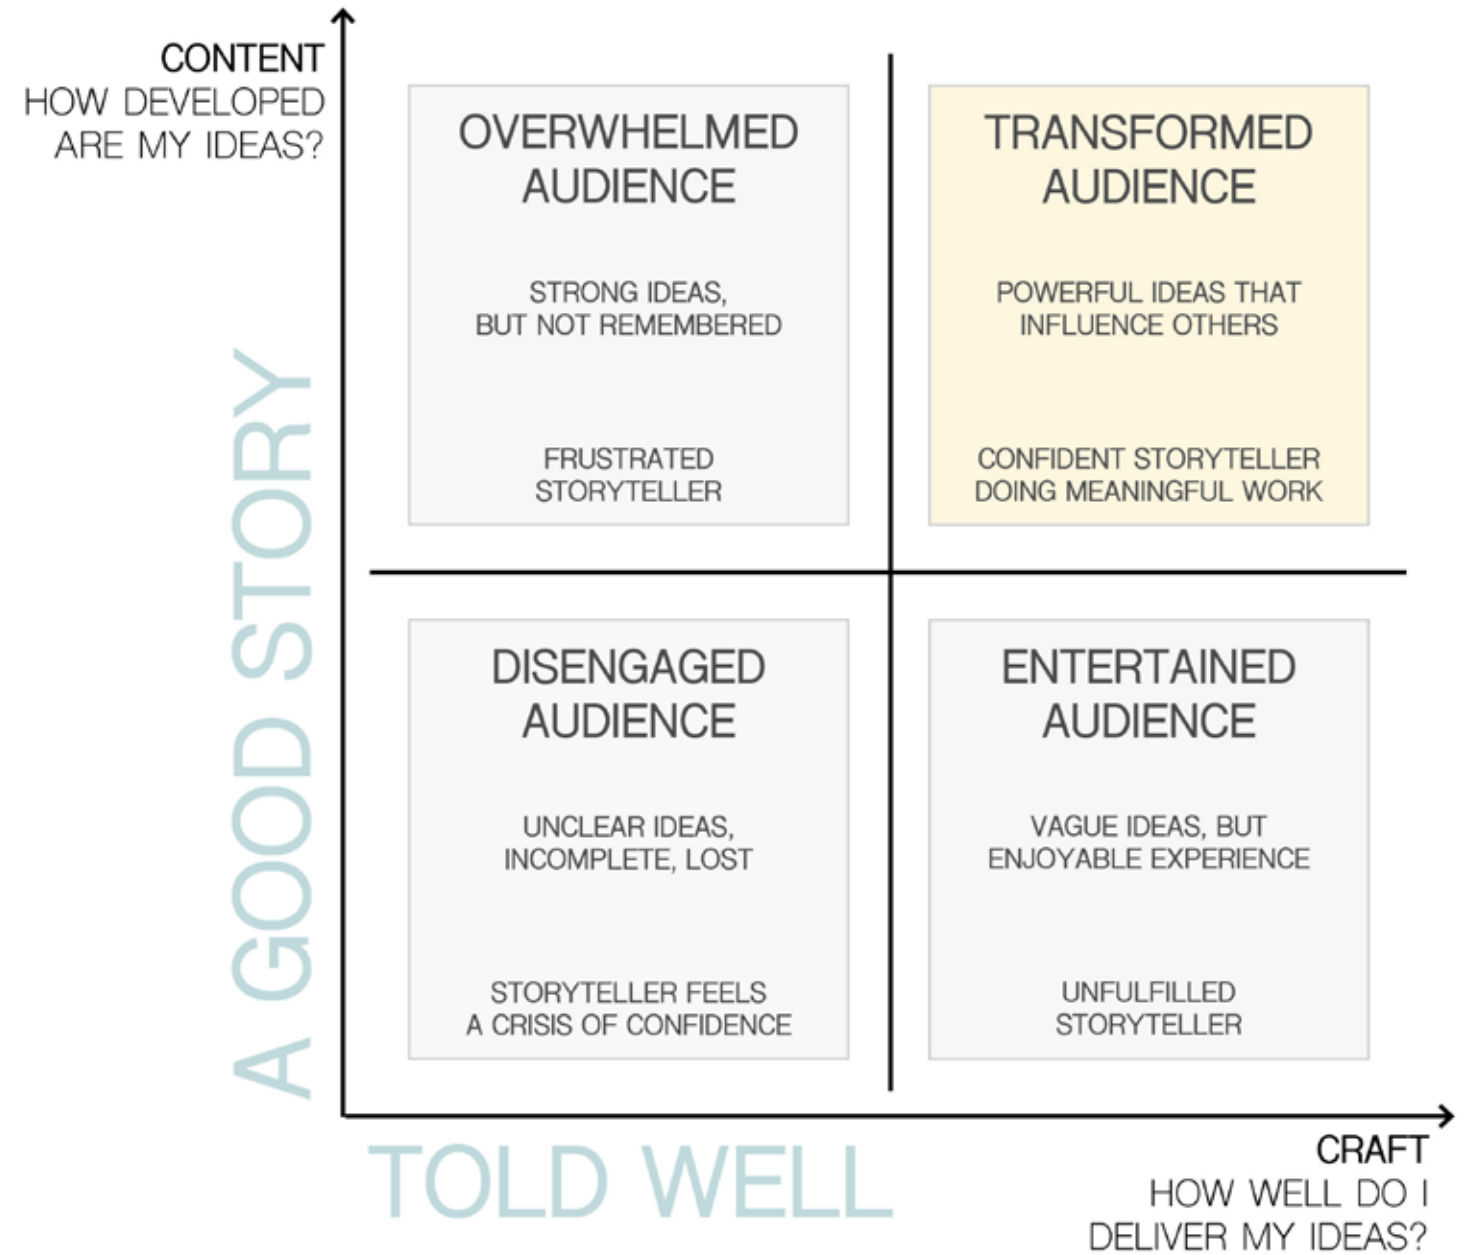 CONTENT
HOW DEVELOPED
ARE MY IDEAS?
OVERWHELMED
AUDIENCE
STRONG IDEAS,
BUT NOT REMEMBERED
FRUSTRATED
STORYTELLER
TRANSFORMED
AUDIENCE
POWERFUL IDEAS THAT
INFLUENCE OTHERS
CONFIDENT STORYTELLER
DOING MEANINGFUL WORK
A GOOD STORY
DISENGAGED
AUDIENCE
UNCLEAR IDEAS,
INCOMPLETE, LOST
STORYTELLER FEELS
A CRISIS OF CONFIDENCE
ENTERTAINED
AUDIENCE
VAGUE IDEAS, BUT
ENJOYABLE EXPERIENCE
UNFULFILLED
STORYTELLER
TOLD WELL
CRAFT
HOW WELL DO I
DELIVER MY IDEAS?